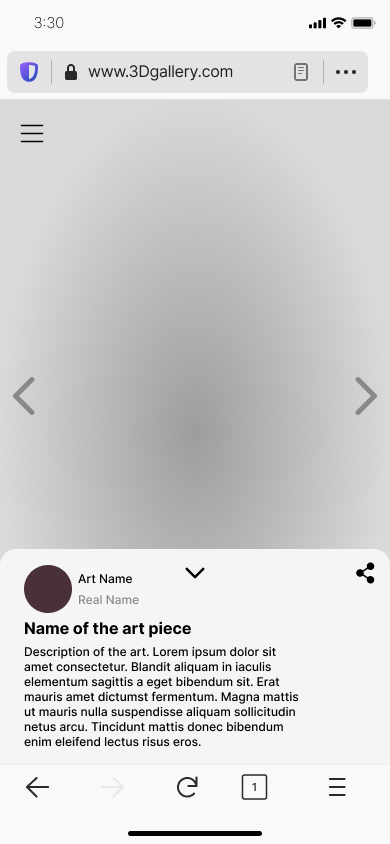 3:30
www.3Dgallery.com
Art Name
Real Name
Name of the art piece
Description of the art. Lorem ipsum dolor sit
amet consectetur. Blandit aliquam in iaculis
elementum sagittis a eget bibendum sit. Erat
mauris amet dictumst fermentum. Magna mattis
ut mauris nulla suspendisse aliquam sollicitudin
netus arcu. Tincidunt mattis donec bibendum
enim eleifend lectus risus eros.
1